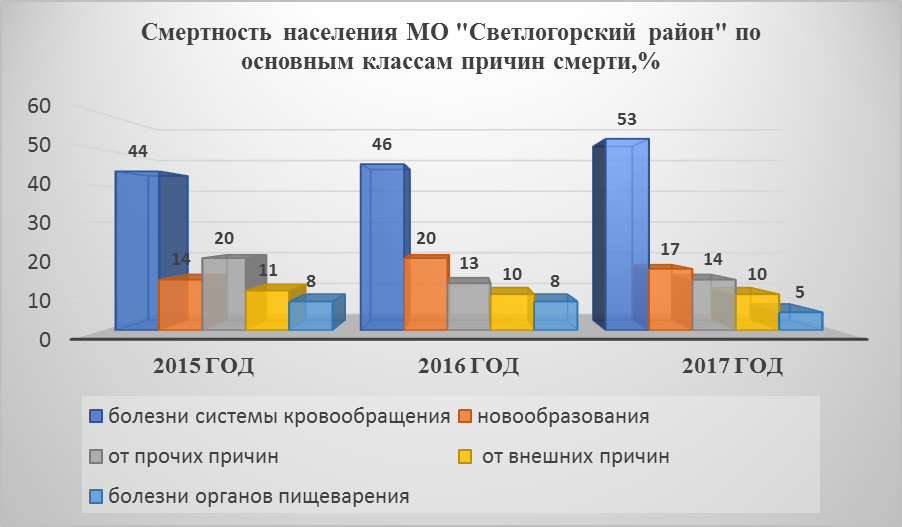 Смертность населения МО "Светлогорский район" по
основным классам причин смерти,%
60
50
40
30
20
10
0
44
14
20
11
8
46
20
13
10
8
53
17
14
10
5
2015 ГОД
2016 ГОД
2017 ГОД
болезни системы кровообращения
новообразования
от прочих причин
от внешних причин
болезни органов пищеварения